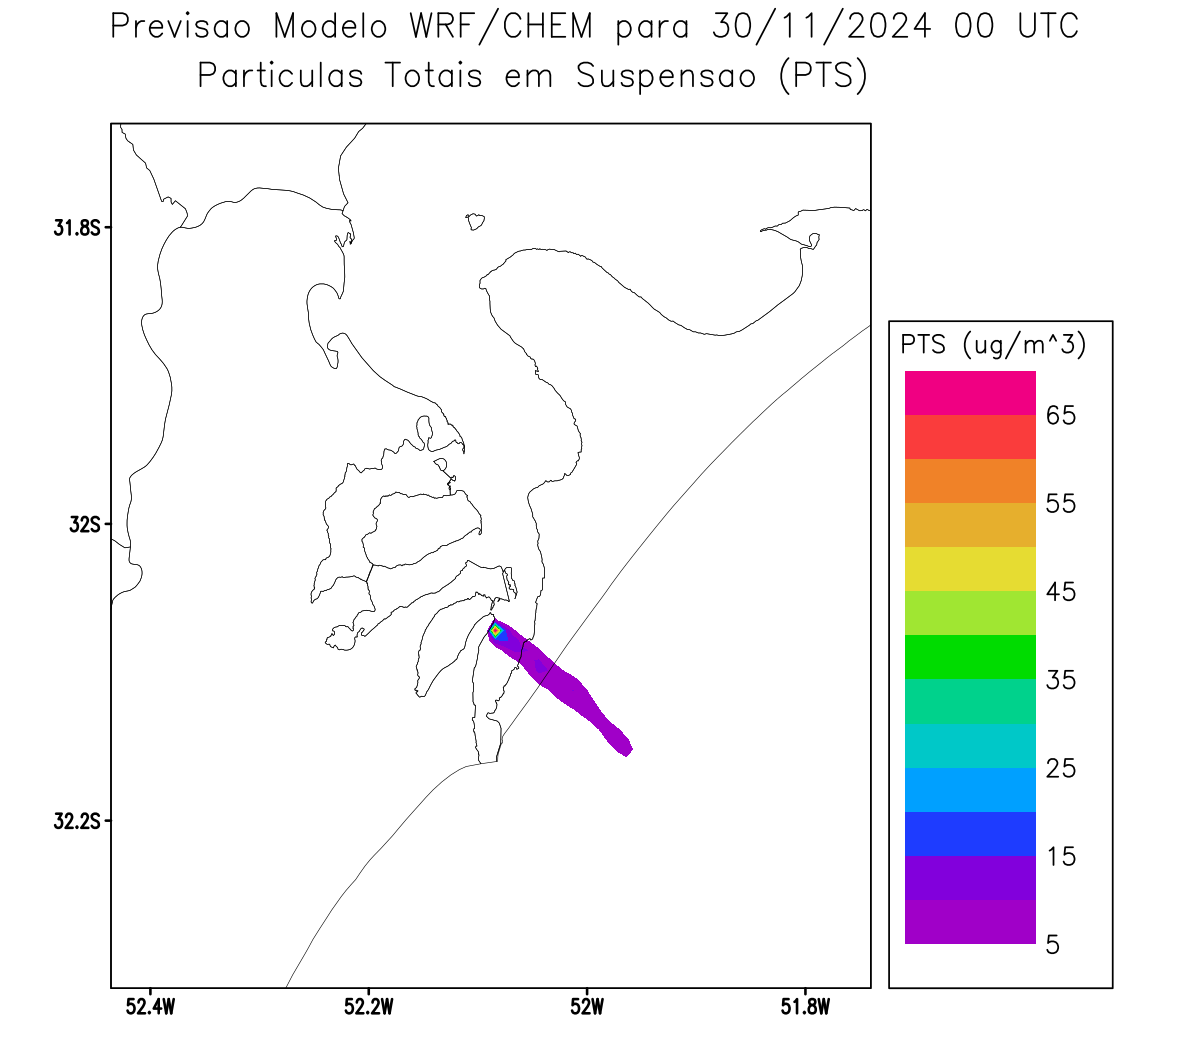 Previsao Modelo WRF/CHEM para 30/11/2024 00 UTC
Particulas Totais em Suspensao (PTS)
31.8S
32S
32.2S
52.4W
52.2W
52W
51.8W
PTS (ug/m^3)
65
55
45
35
25
15
5